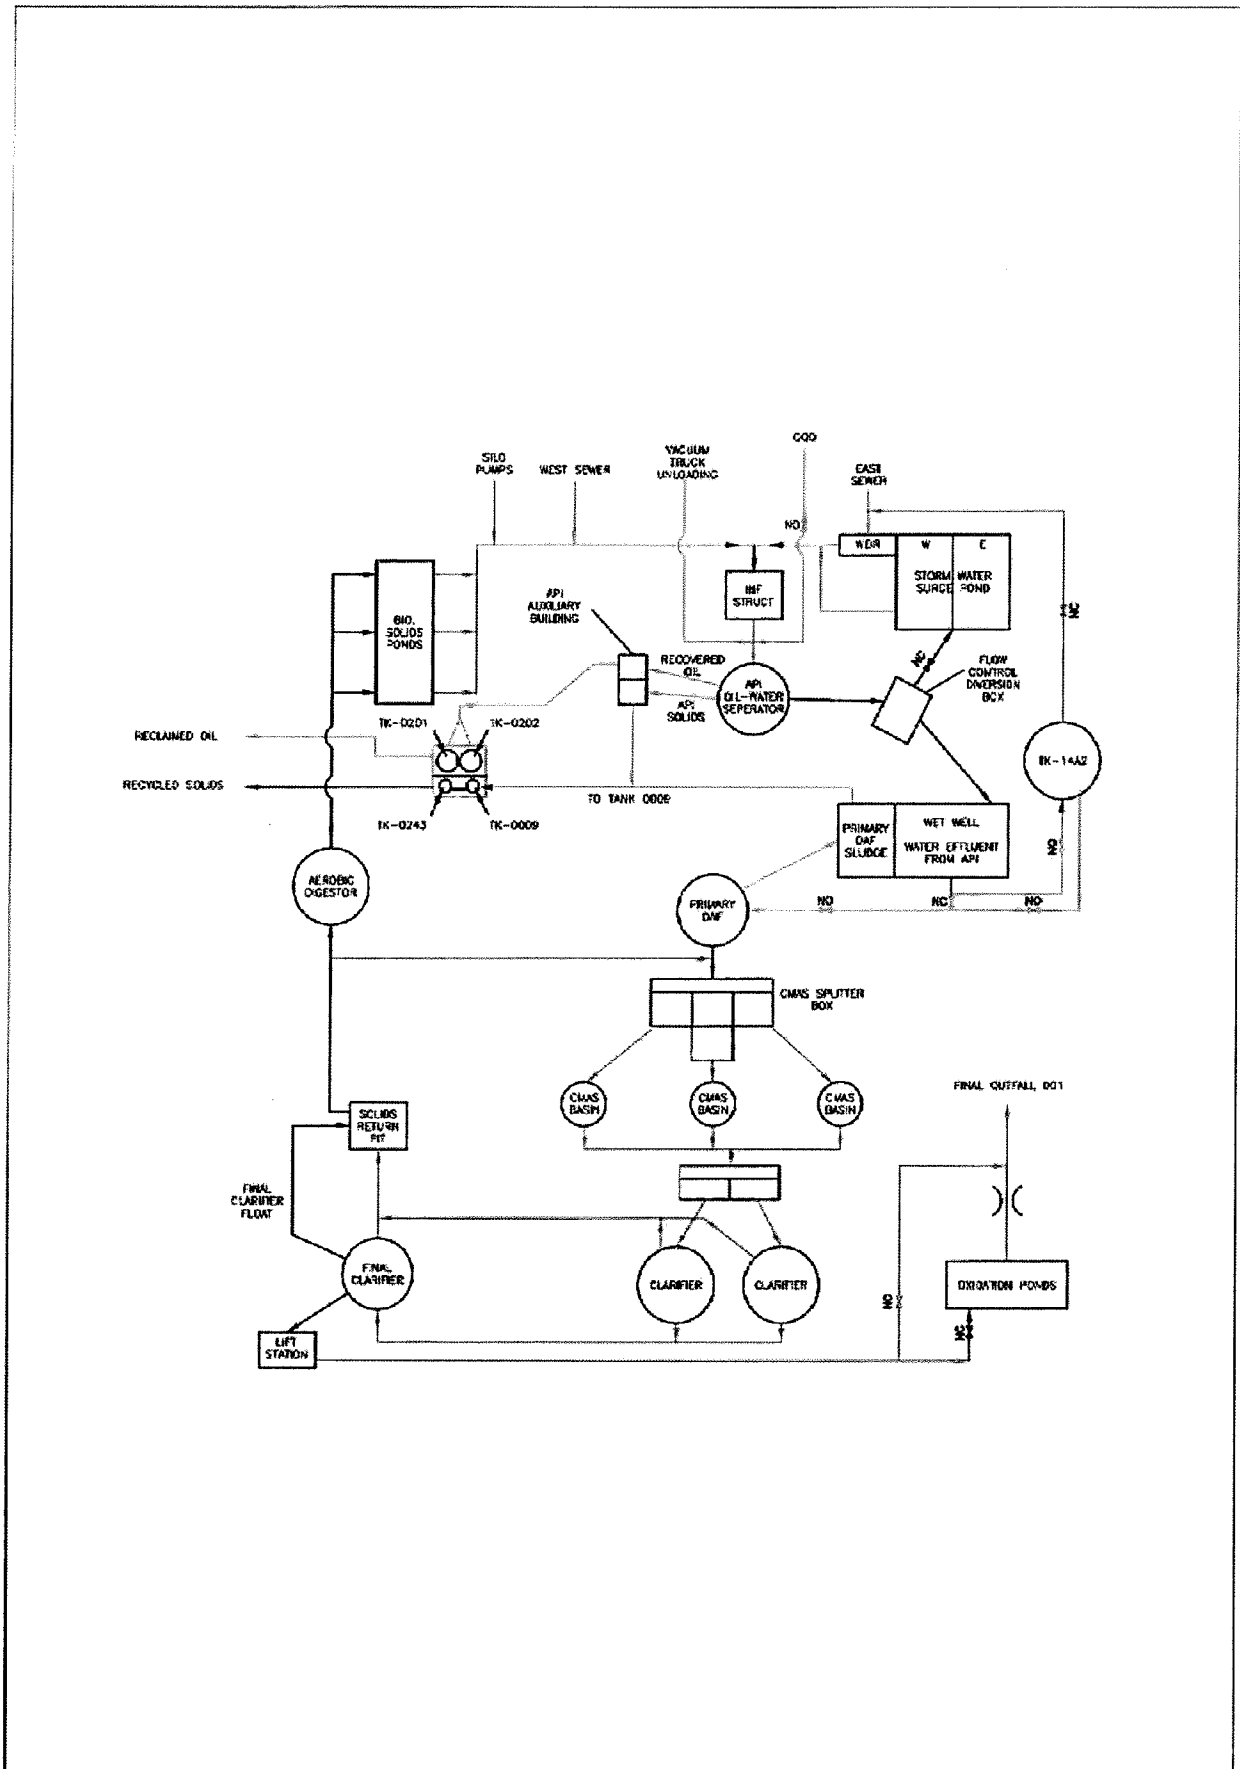 SILO
PUMPS
WEST SEWER
VACUUM
TRUCK
UNLOADING
EAST
SEWER
NO
WEIR
W
E
STORM WATER
SURGE POND
INF
STRUCT
NC
API
AUXILIARY
BUILDING
BIO.
SOLIDS
PONDS
RECOVERED
OIL
API
OIL-WATER
SEPERATOR
API
SOLIDS
NC
FLOW
CONTROL
DIVERSION
BOX
TK-0201
TK-0202
RECLAIMED OIL
RECYCLED SOLIDS
TO TANK 0009
TK-0243
TK-0009
TK-14A2
PRIMARY
DAF
SLUDGE
WET WELL
WATER EFFLUENT
FROM API
NO
AEROBIC
DIGESTOR
PRIMARY
DAF
NO
NC
NO
CMAS SPLITTER
BOX
CMAS
BASIN
CMAS
BASIN
CMAS
BASIN
FINAL OUTFALL 001
SOLIDS
RETURN
PIT
FINAL
CLARIFIER
FLOAT
FINAL
CLARIFIER
CLARIFIER
CLARIFIER
OXIDATION PONDS
NO
NC
LIFT
STATION